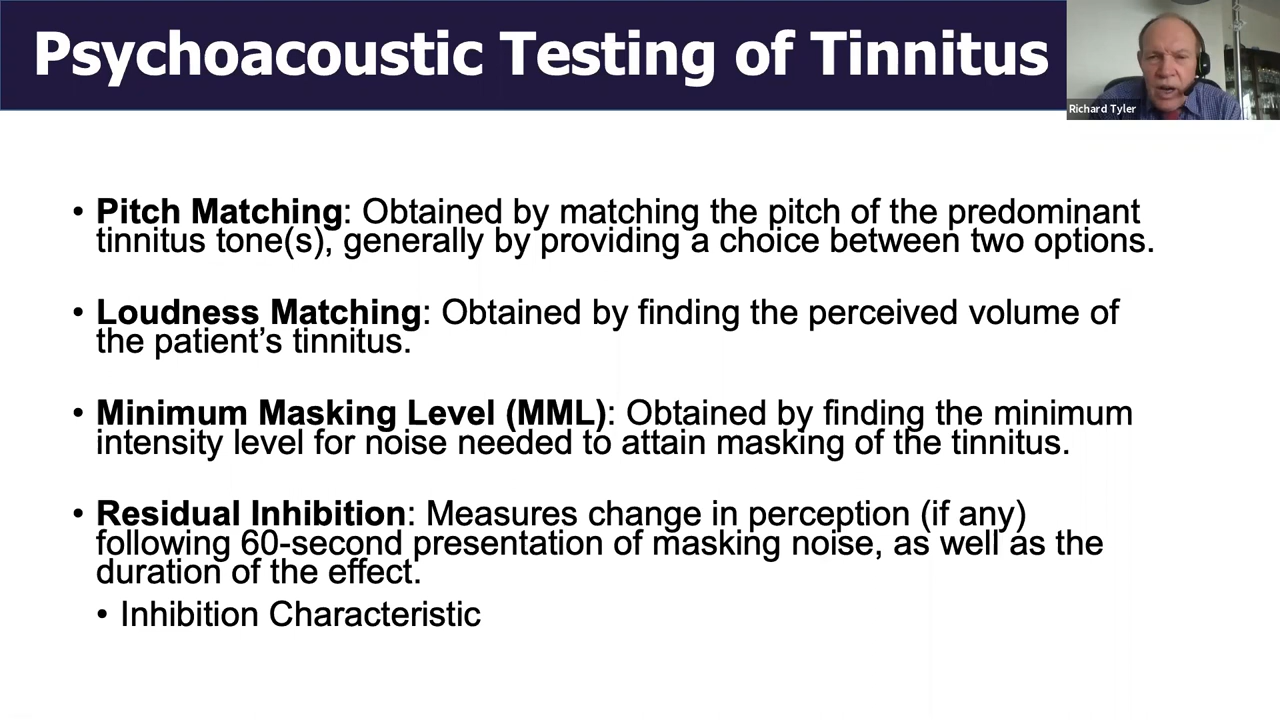 Psychoacoustic Testing of Tinnitus
Richard Tyler
• Pitch Matching: Obtained by matching the pitch of the predominant
tinnitus tone(s), generally by providing a choice between two options.
• Loudness Matching: Obtained by finding the perceived volume of
the patient’s tinnitus.
• Minimum Masking Level (MML): Obtained by finding the minimum
intensity level for noise needed to attain masking of the tinnitus.
• Residual Inhibition: Measures change in perception (if any)
following 60-second presentation of masking noise, as well as the
duration of the effect.
• Inhibition Characteristic